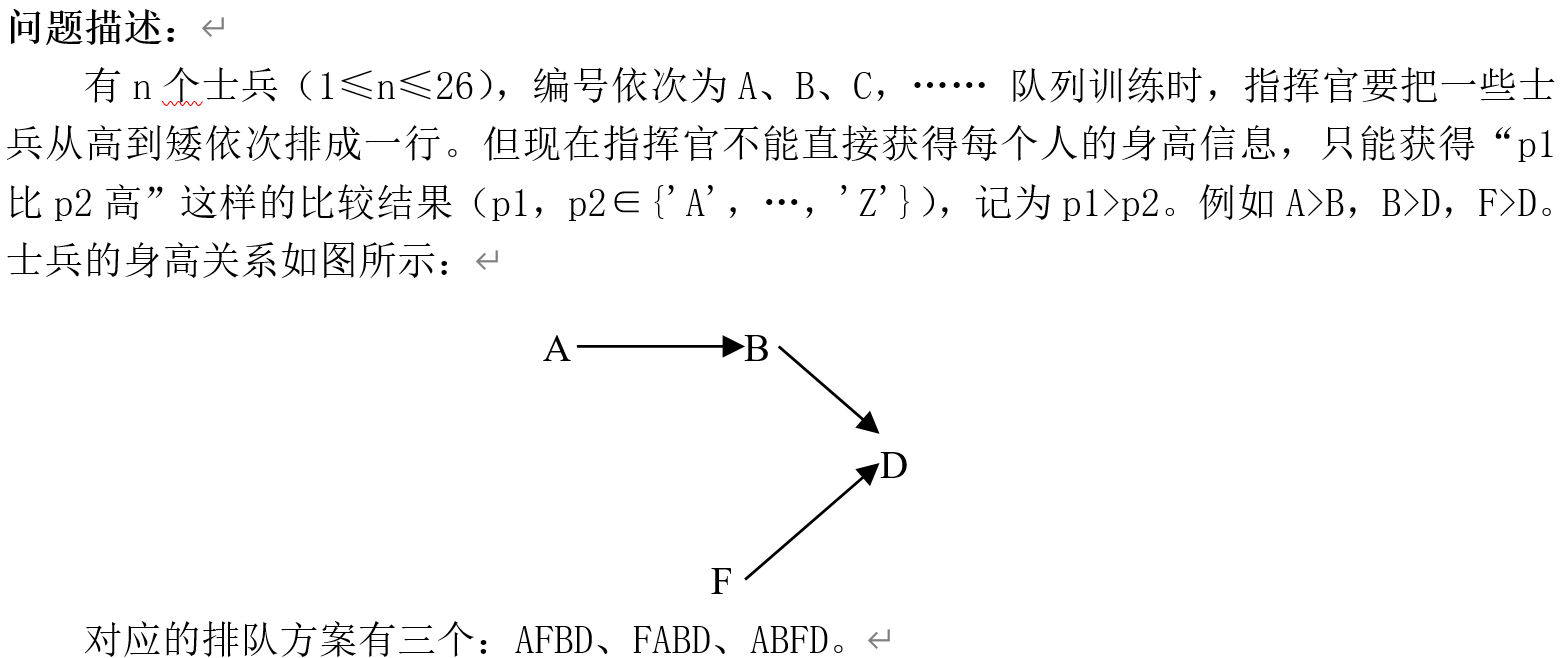 问题描述：↵
有 n 个士兵（1≤n≤26），编号依次为 A、B、C，…… 队列训练时，指挥官要把一些士
兵从高到矮依次排成一行。但现在指挥官不能直接获得每个人的身高信息，只能获得“p1
比 p2 高”这样的比较结果（p1，p2∈{’A’，…，’Z’}），记为 p1>p2。例如 A>B，B>D，F>D。
士兵的身高关系如图所示：↵
A B
D
F
对应的排队方案有三个：AFBD、FABD、ABFD。↵